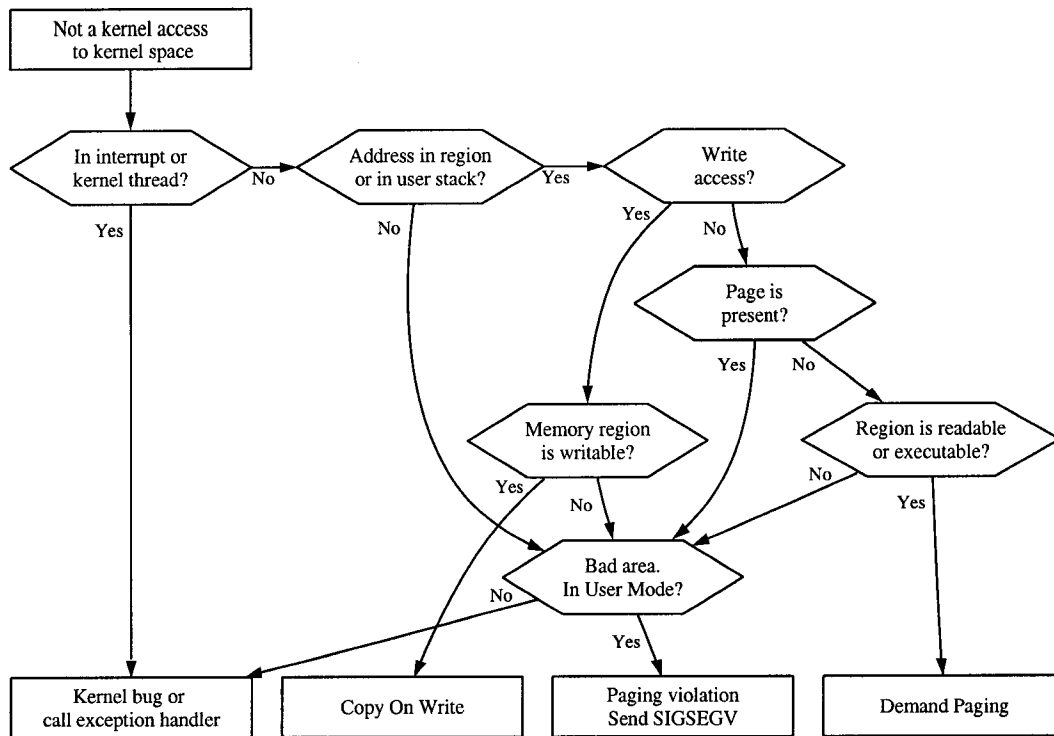 Not a kernel access
to kernel space
In interrupt or
kernel thread?
No
Address in region
or in user stack?
Yes
Write
access?
Yes
No
No
Yes
Page is
present?
Yes
No
Memory region
is writable?
Region is readable
or executable?
Yes
No
No
Yes
Bad area.
In User Mode?
No
Yes
Kernel bug or
call exception handler
Copy On Write
Paging violation
Send SIGSEGV
Demand Paging